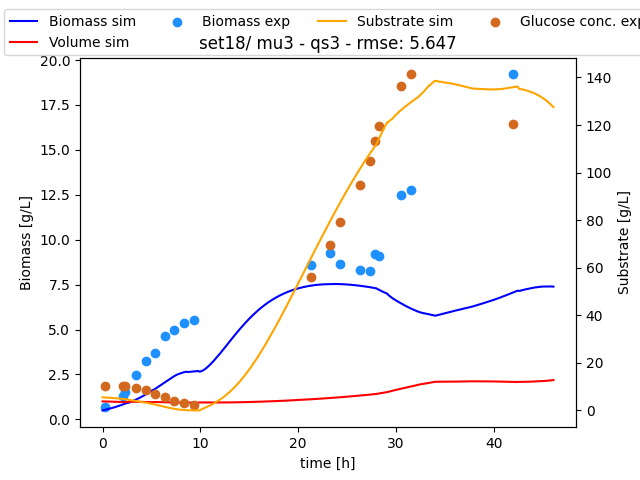 Biomass sim Biomass exp Substrate sim Glucose conc. exp
Volume sim
set18/ mu3 - qs3 - rmse: 5.647
20.0
17.5
15.0
12.5
10.0
7.5
5.0
2.5
0.0
Biomass [g/L]
140
120
100
80
60
40
20
0
Substrate [g/L]
0 10 20 30 40
time [h]